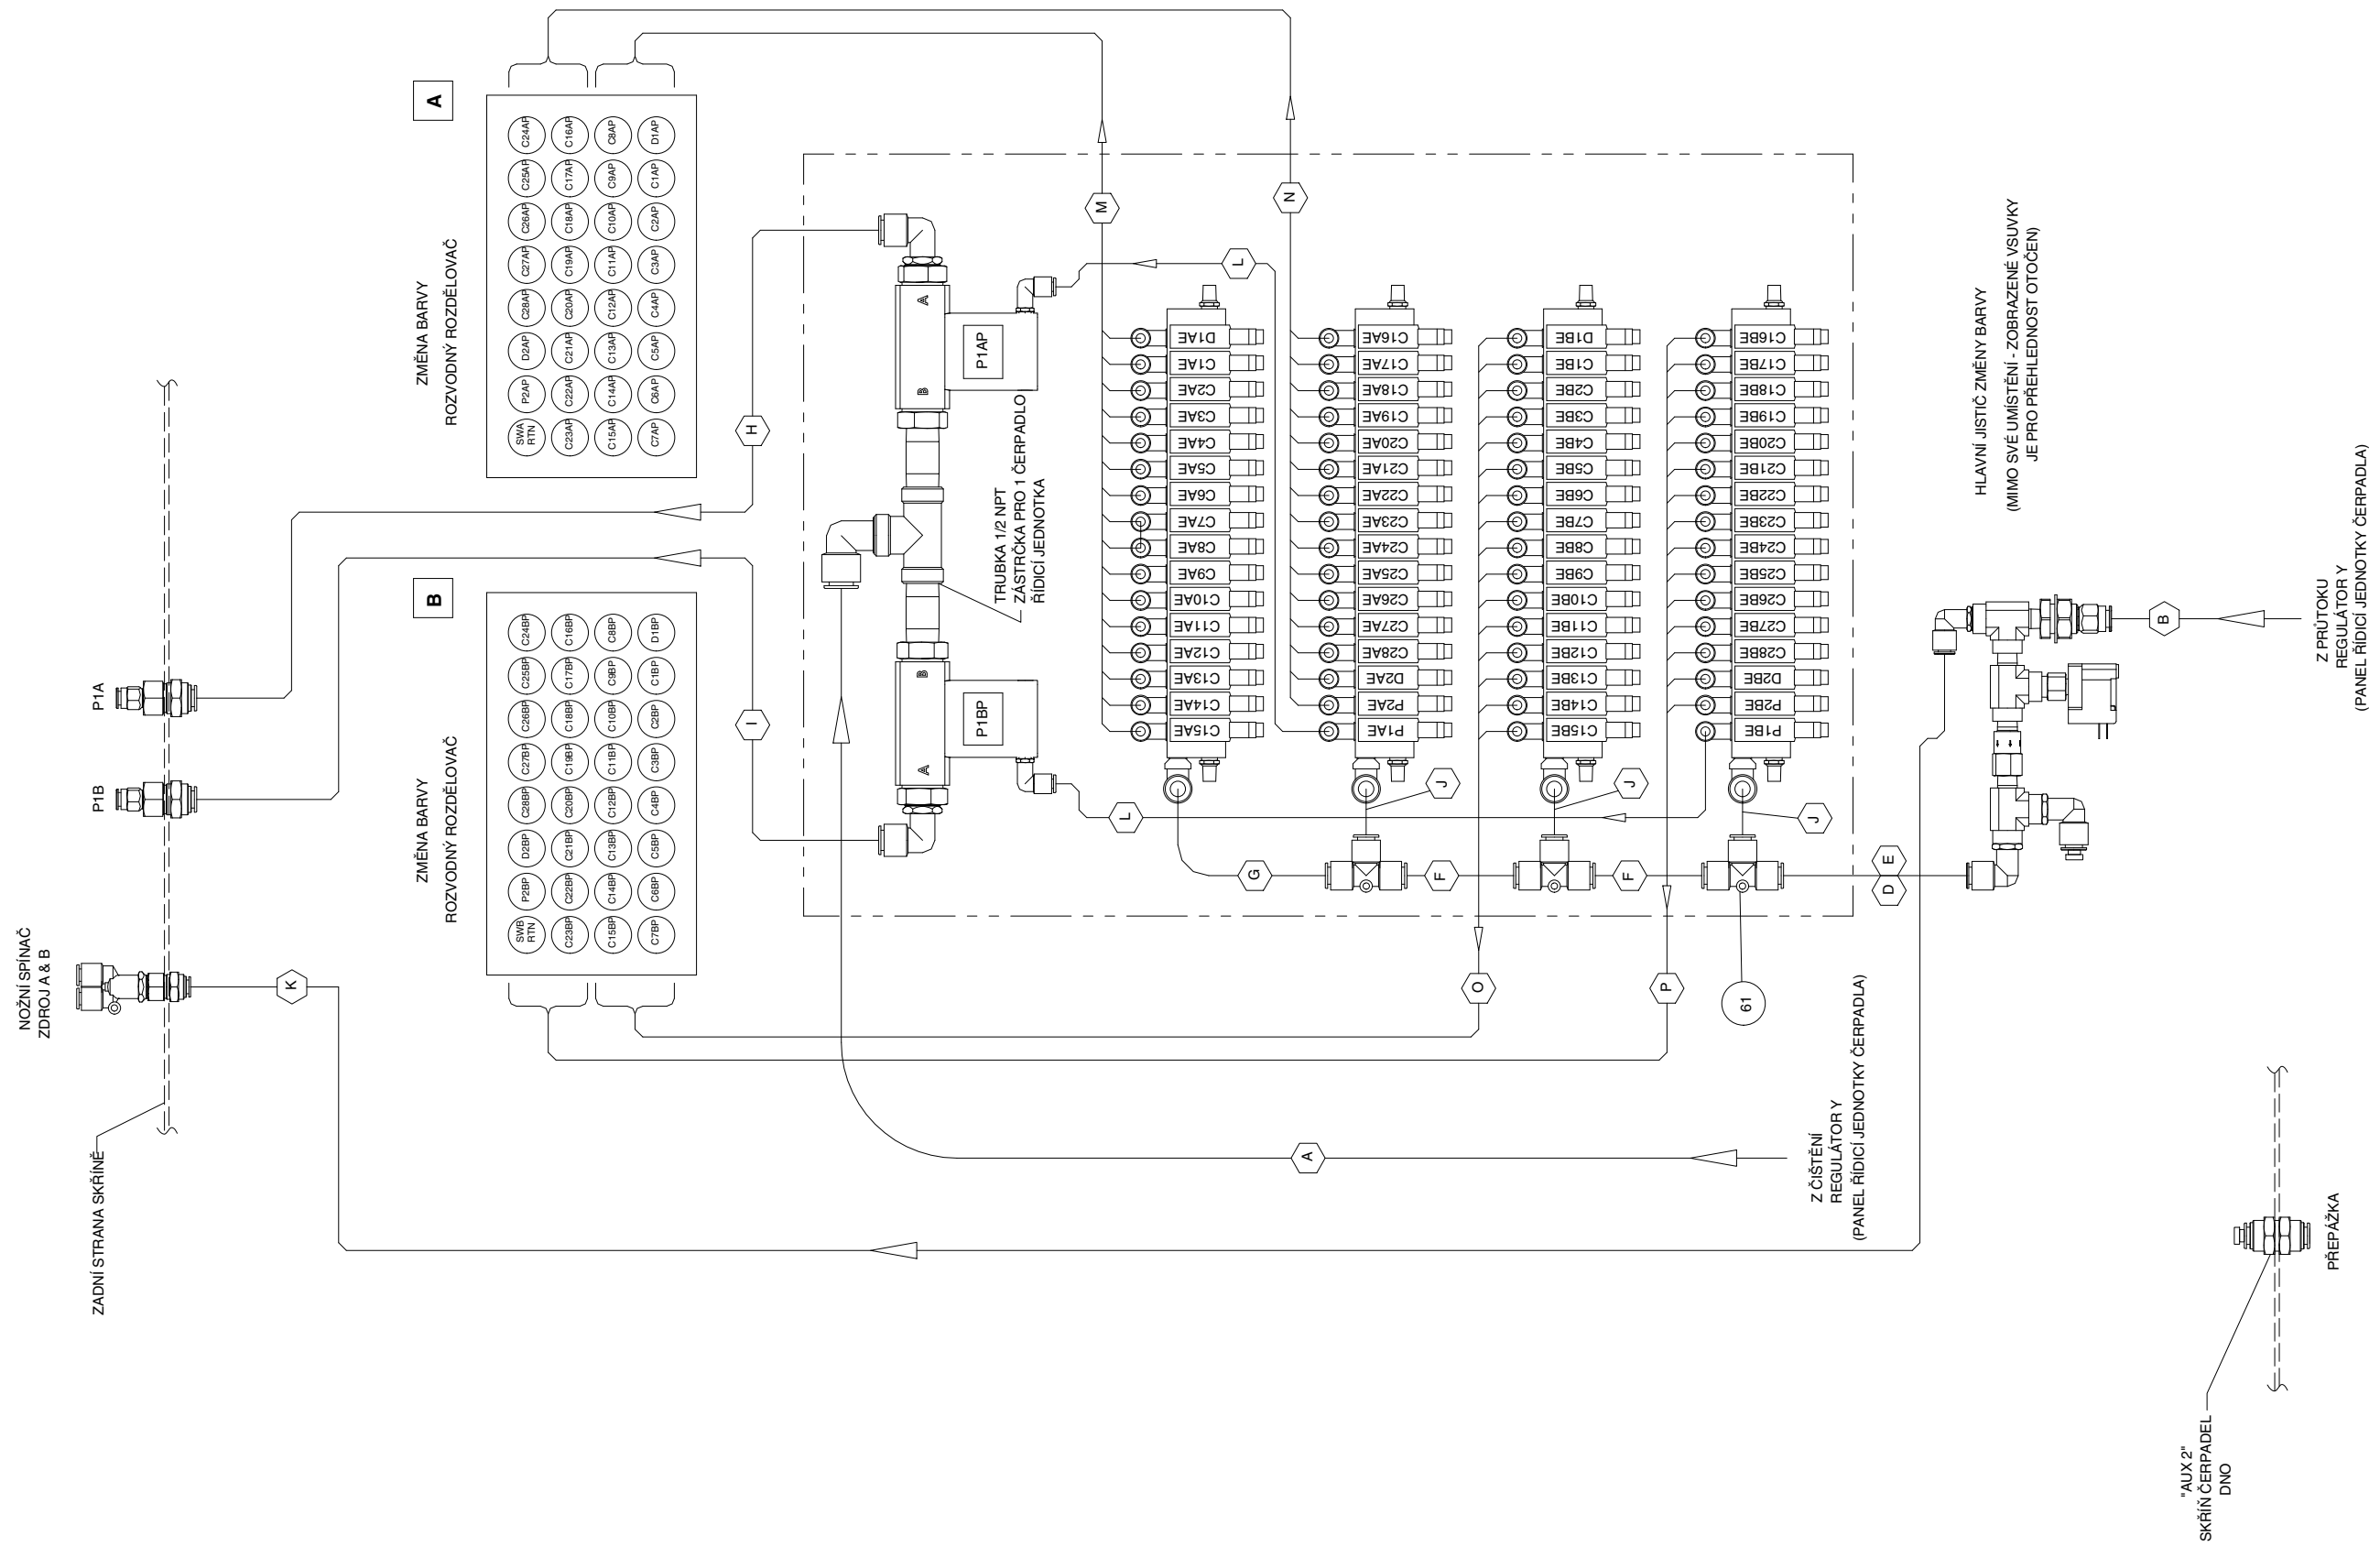 NOŽNÍ SPÍNAČ
ZDROJ A & B
P1B
P1A
ZADNÍ STRANA SKŘÍNĚ
K
ZMĚNA BARVY
ROZVODNÝ ROZDĚLOVAČ
B
SWB
RTN
P2BP
D2BP
C28BP
C27BP
C26BP
C25BP
C24BP
C23BP
C22BP
C21BP
C20BP
C19BP
C18BP
C17BP
C16BP
C15BP
C14BP
C13BP
C12BP
C11BP
C10BP
C9BP
C8BP
C7BP
C6BP
C5BP
C4BP
C3BP
C2BP
C1BP
D1BP
ZMĚNA BARVY
ROZVODNÝ ROZDĚLOVAČ
A
SWA
RTN
P2AP
D2AP
C28AP
C27AP
C26AP
C25AP
C24AP
C23AP
C22AP
C21AP
C20AP
C19AP
C18AP
C17AP
C16AP
C15AP
C14AP
C13AP
C12AP
C11AP
C10AP
C9AP
C8AP
C7AP
C6AP
C5AP
C4AP
C3AP
C2AP
C1AP
D1AP
I
H
A
B
B
A
P1BP
P1AP
TRUBKA 1/2 NPT
ZÁSTRČKA PRO 1 ČERPADLO
ŘÍDICÍ JEDNOTKA
L
M
C15AE
C14AE
C13AE
C12AE
C11AE
C10AE
C9AE
C8AE
C7AE
C6AE
C5AE
C4AE
C3AE
C2AE
C1AE
D1AE
L
G
A
N
P1AE
P2AE
D2AE
C28AE
C27AE
C26AE
C25AE
C24AE
C23AE
C22AE
C21AE
C20AE
C19AE
C18AE
C17AE
C16AE
F
J
O
C15BE
C14BE
C13BE
C12BE
C11BE
C10BE
C9BE
C8BE
C7BE
C6BE
C5BE
C4BE
C3BE
C2BE
C1BE
D1BE
F
J
P
P1BE
P2BE
D2BE
C28BE
C27BE
C26BE
C25BE
C24BE
C23BE
C22BE
C21BE
C20BE
C19BE
C18BE
C17BE
C16BE
61
J
Z ČIŠTĚNÍ
REGULÁTOR Y
(PANEL ŘÍDICÍ JEDNOTKY ČERPADLA)
D
E
HLAVNÍ JISTIČ ZMĚNY BARVY
(MIMO SVÉ UMÍSTĚNÍ - ZOBRAZENÉ VSUVKY
JE PRO PŘEHLEDNOST OTOČEN)
B
"AUX 2"
SKŘÍŇ ČERPADEL
DNO
PŘEPÁŽKA
Z PRŮTOKU
REGULÁTOR Y
(PANEL ŘÍDICÍ JEDNOTKY ČERPADLA)